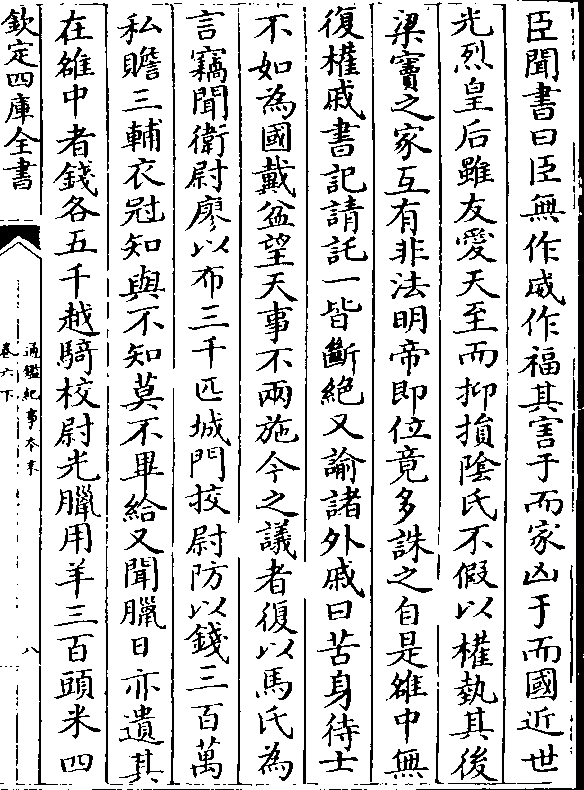 臣聞書曰臣無作威作福其害于而家凶于而國近世
光烈皇后雖友愛天至而抑損陰氏不假以權埶其後
梁竇之家互有非法明帝即位竟多誅之自是雒中無
復權戚書記請託一皆斷絶又諭諸外戚曰苦身待士
不如為國戴盆望天事不兩施今之議者復以馬氏為
言竊聞衛尉廖以布三千匹城門挍尉防以錢三百萬
私贍三輔衣冠知與不知莫不畢給又聞臘日亦遺其
在雒中者錢各五千越騎校尉光臘用羊三百頭米四
欽定四庫全書
通鑑紀事本末
卷六下
八